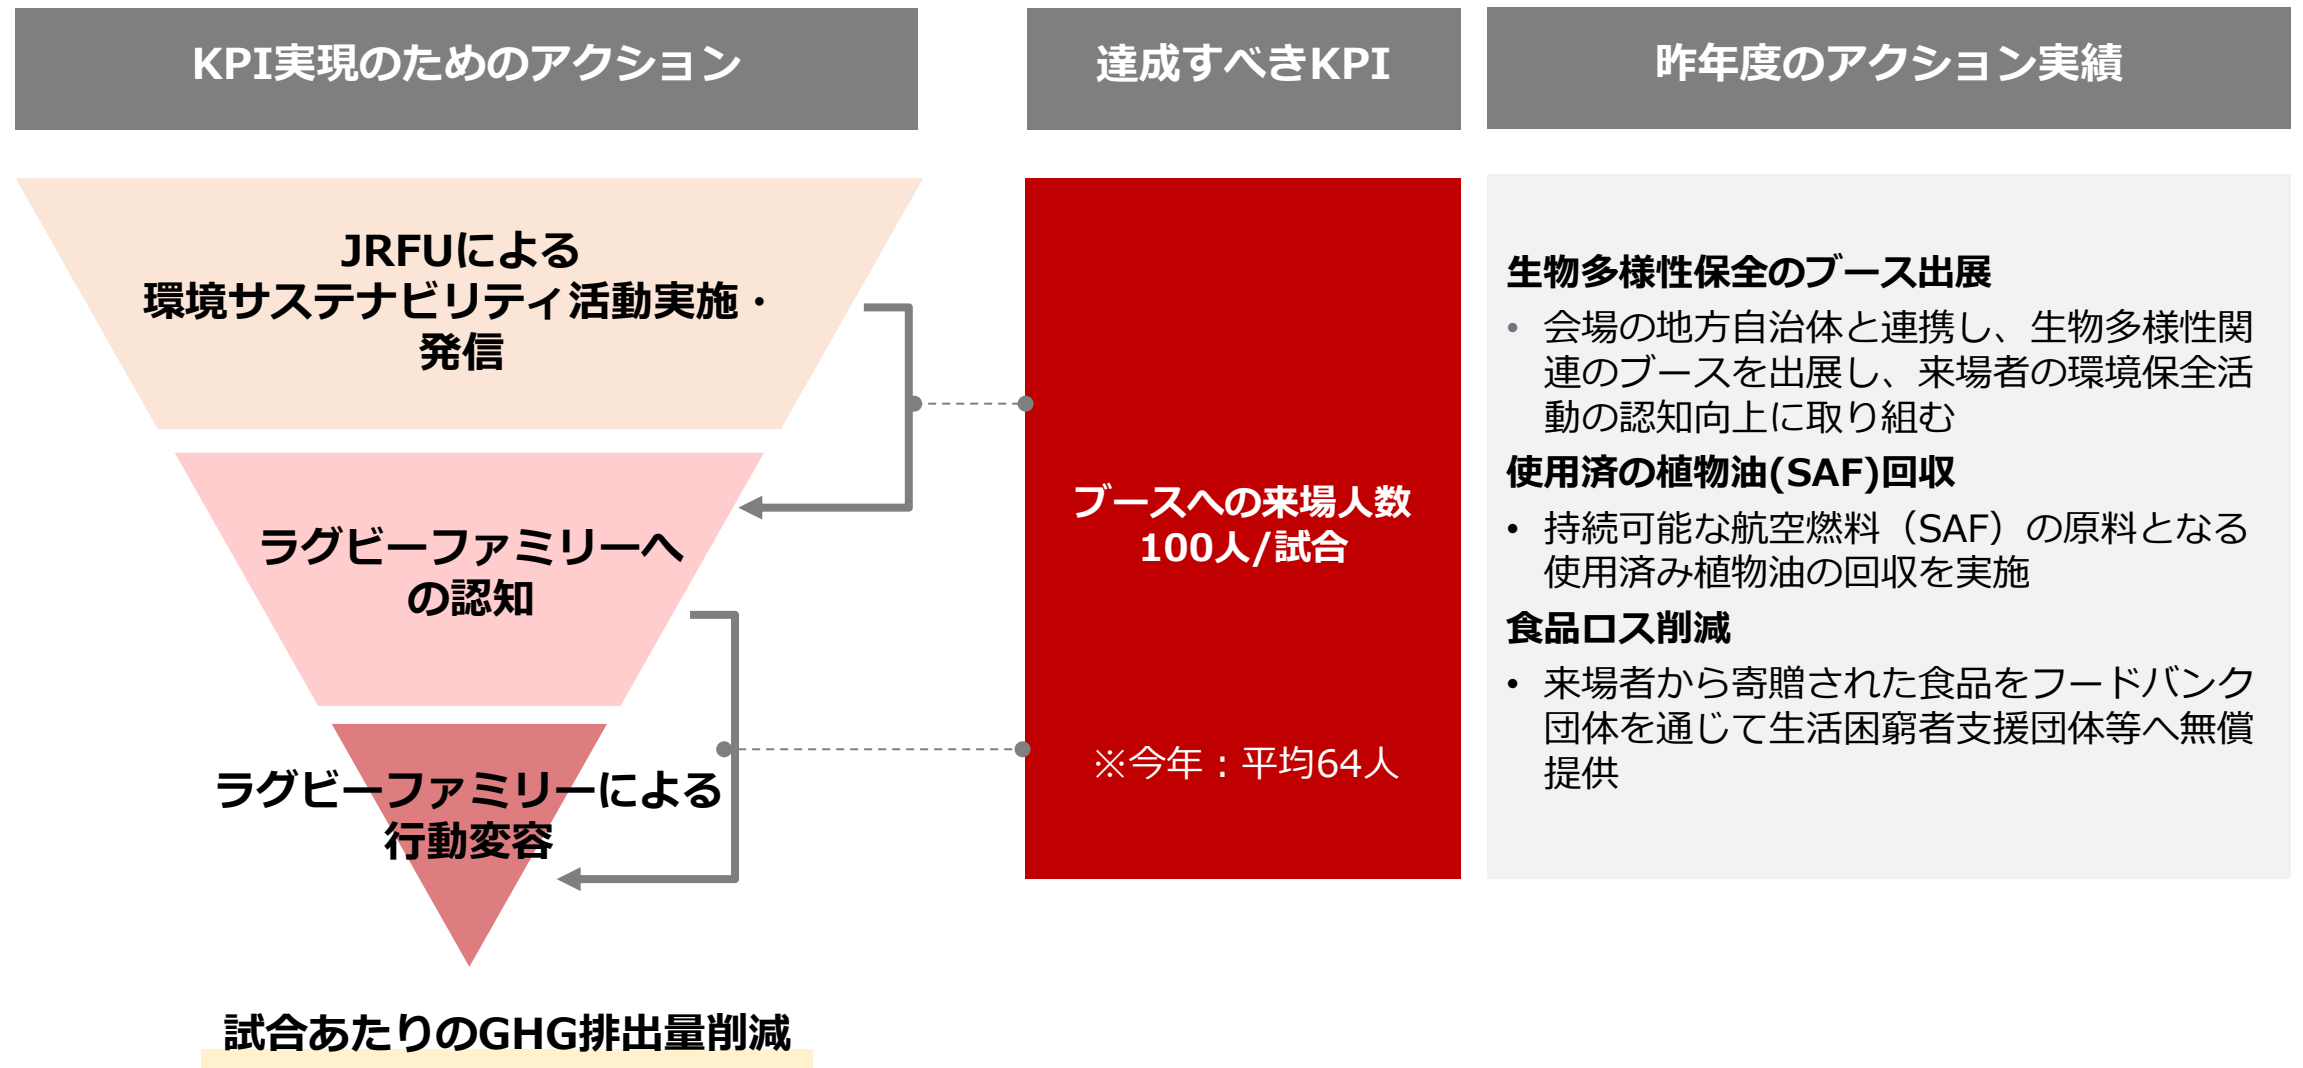 KPI実現のためのアクション
達成すべきKPI
昨年度のアクション実績
JRFUによる
環境サステナビリティ活動実施・
発信
ラグビーファミリーへ
の認知
ラグビーファミリーによる
行動変容
試合あたりのGHG排出量削減
ブースへの来場人数
100人/試合
※今年：平均64人
生物多様性保全のブース出展
• 会場の地方自治体と連携し、生物多様性関
連のブースを出展し、来場者の環境保全活
動の認知向上に取り組む
使用済の植物油(SAF)回収
• 持続可能な航空燃料（SAF）の原料となる
使用済み植物油の回収を実施
食品ロス削減
• 来場者から寄贈された食品をフードバンク
団体を通じて生活困窮者支援団体等へ無償
提供